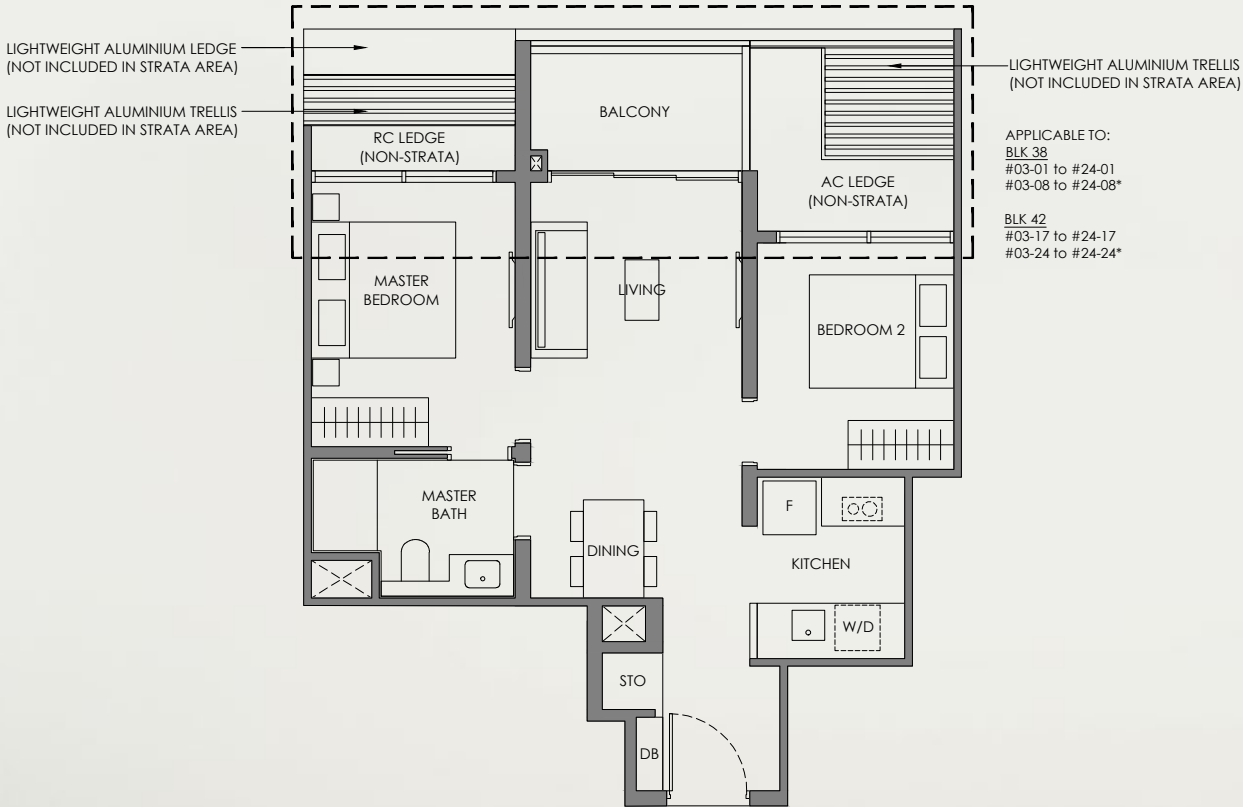 LIGHTWEIGHT ALUMINIUM LEDGE
(NOT INCLUDED IN STRATA AREA)
LIGHTWEIGHT ALUMINIUM TRELLIS
(NOT INCLUDED IN STRATA AREA)
LIGHTWEIGHT ALUMINIUM TRELLIS
(NOT INCLUDED IN STRATA AREA)
BALCONY
RC LEDGE
(NON-STRATA)
AC LEDGE
(NON-STRATA)
APPLICABLE TO:
BLK 38
#03-01 to #24-01
#03-08 to #24-08*
BLK 42
#03-17 to #24-17
#03-24 to #24-24*
MASTER
BEDROOM
LIVING
BEDROOM 2
MASTER
BATH
DINING
F
KITCHEN
W/D
STO
DB